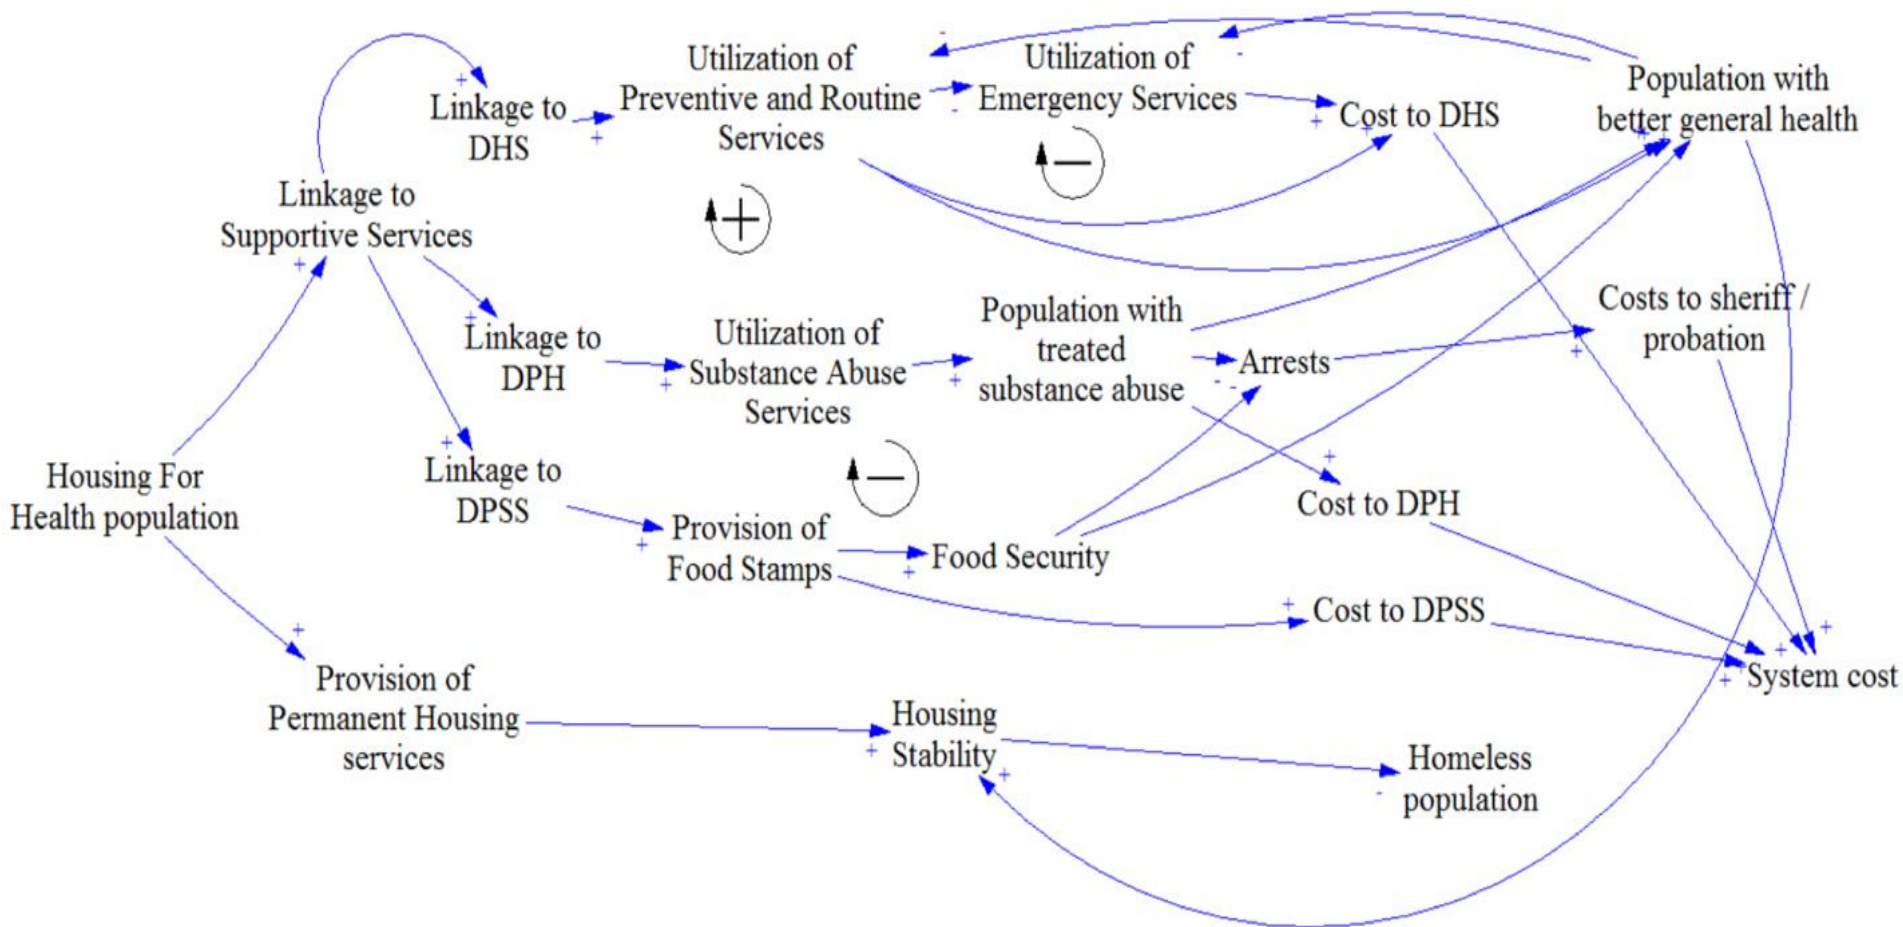 Utilization of
Preventive and Routine
Services
Utilization of
Emergency Services
Population with
better general health
Linkage to
DHS
Cost to DHS
Linkage to
Supportive Services
Linkage to
DPH
Utilization of
Substance Abuse
Services
Population with
treated
substance abuse
Arrests
Costs to sheriff /
probation
Housing For
Health population
Linkage to
DPSS
Provision of
Food Stamps
Food Security
Cost to DPH
Cost to DPSS
System cost
Provision of
Permanent Housing
services
Housing
Stability
Homeless
population